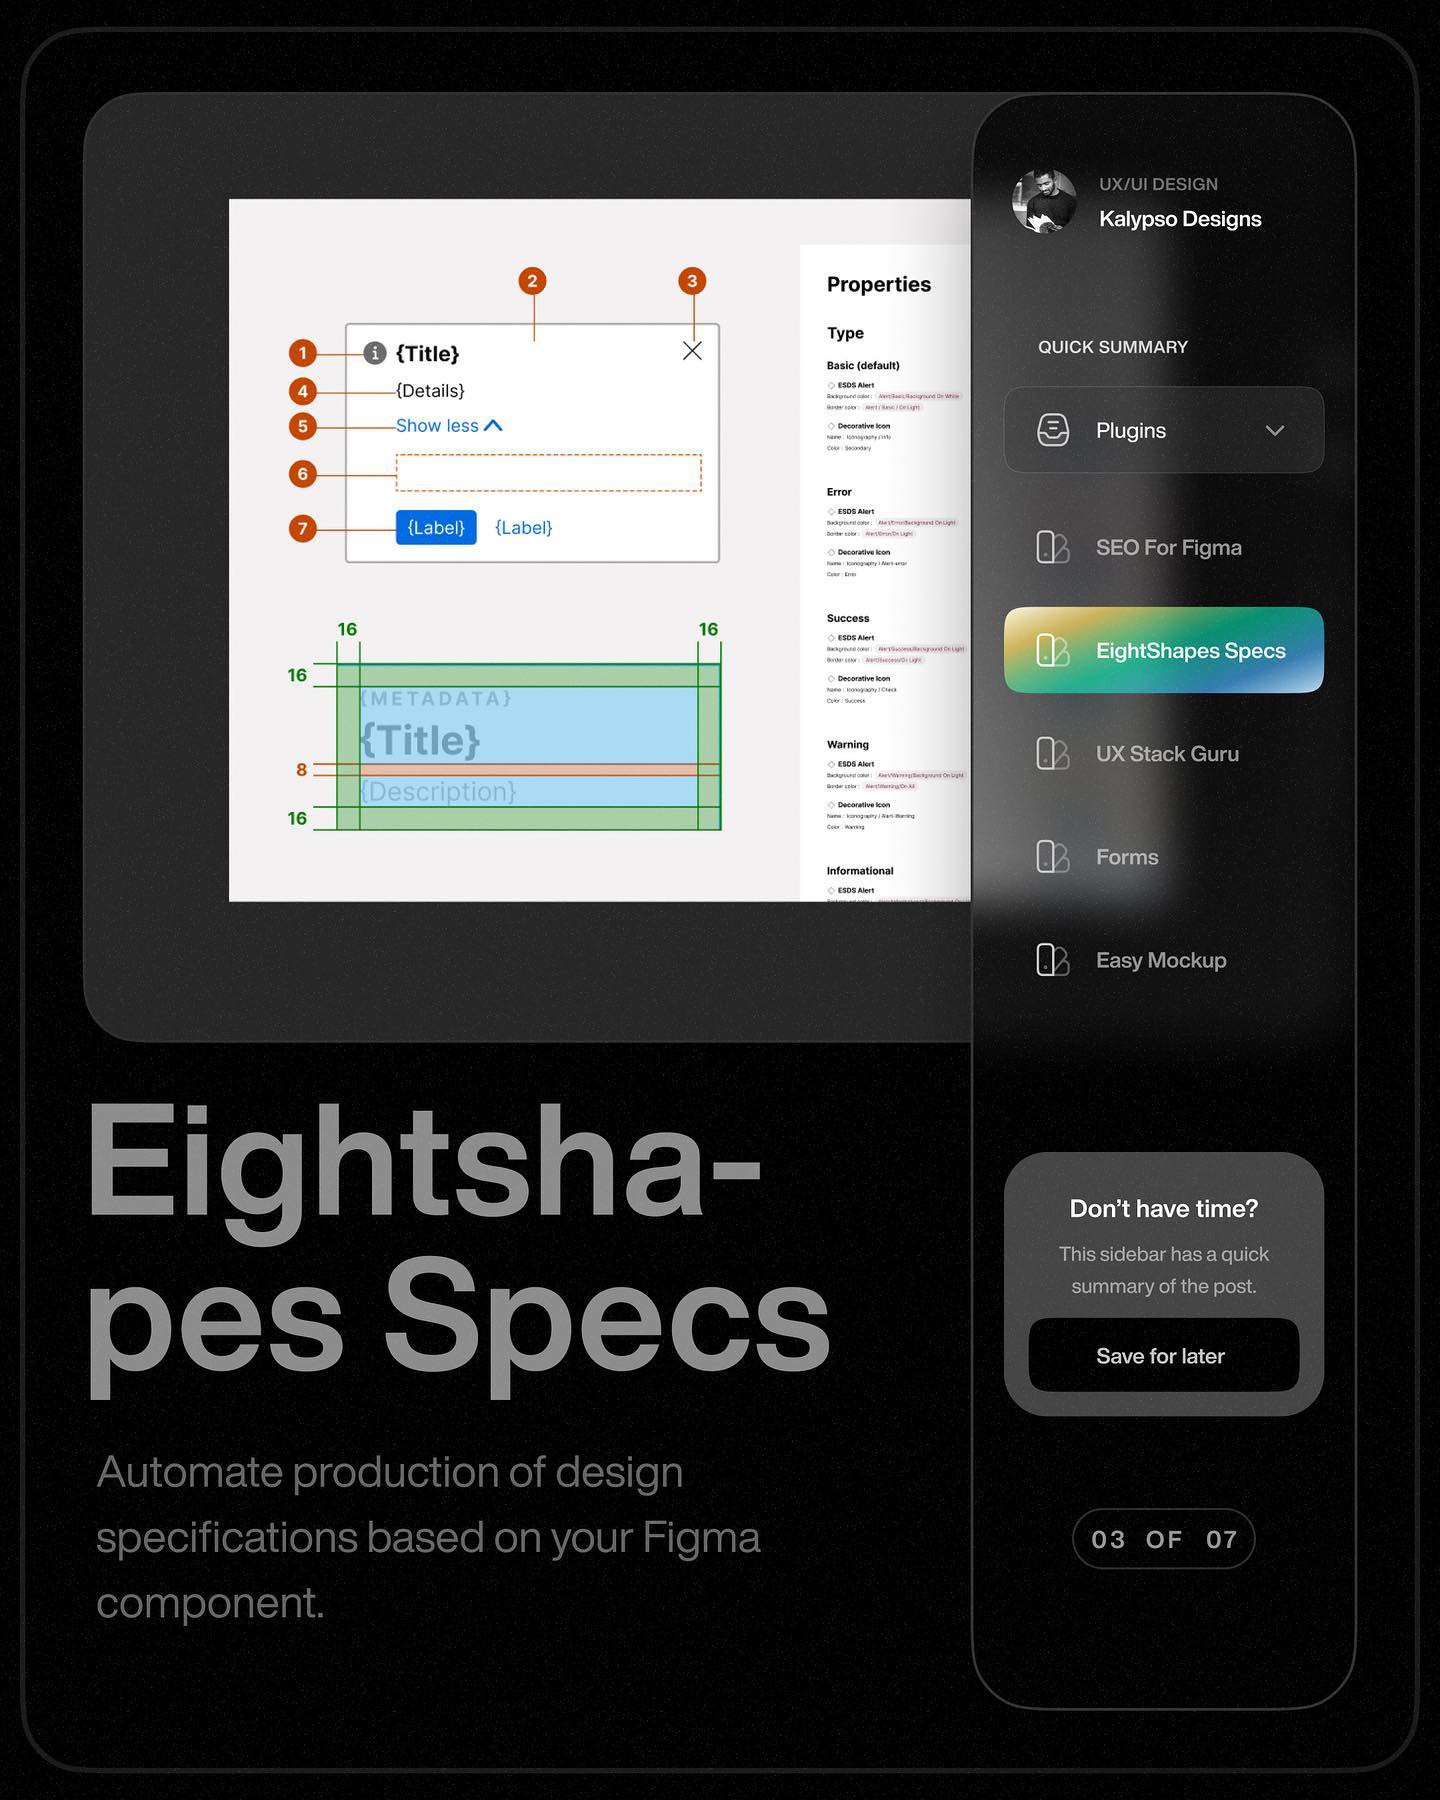 2
3
1
{Title}
4
{Details}
5
Show less
6
7
{Label}
{Label}
16
16
16
{METADATA}
{Title}
8
{Description}
16
Properties
Type
Basic (default)
ESDS Alert
Background color : Alert/Basic/Background On White
Border color : Alert / Basic / On Light
Decorative Icon
Name : Iconography / Info
Color : Secondary
Error
ESDS Alert
Background color : Alert/Error/Background On Light
Border color : Alert/Error/On Light
Decorative Icon
Name : Iconography / Alert-error
Color : Error
Success
ESDS Alert
Background color : Alert/Success/Background On Light
Border color : Alert/Success/On Light
Decorative Icon
Name : Iconography / Check
Color : Success
Warning
ESDS Alert
Background color : Alert/Warning/Background On Light
Border color : Alert/Warning/On All
Decorative Icon
Name : Iconography / Alert-Warning
Color : Warning
Informational
ESDS Alert
UX/UI DESIGN
Kalypso Designs
QUICK SUMMARY
Plugins
SEO For Figma
EightShapes Specs
UX Stack Guru
Forms
Easy Mockup
Eightsha-
pes Specs
Automate production of design
specifications based on your Figma
component.
Don't have time?
This sidebar has a quick
summary of the post.
Save for later
03 OF 07